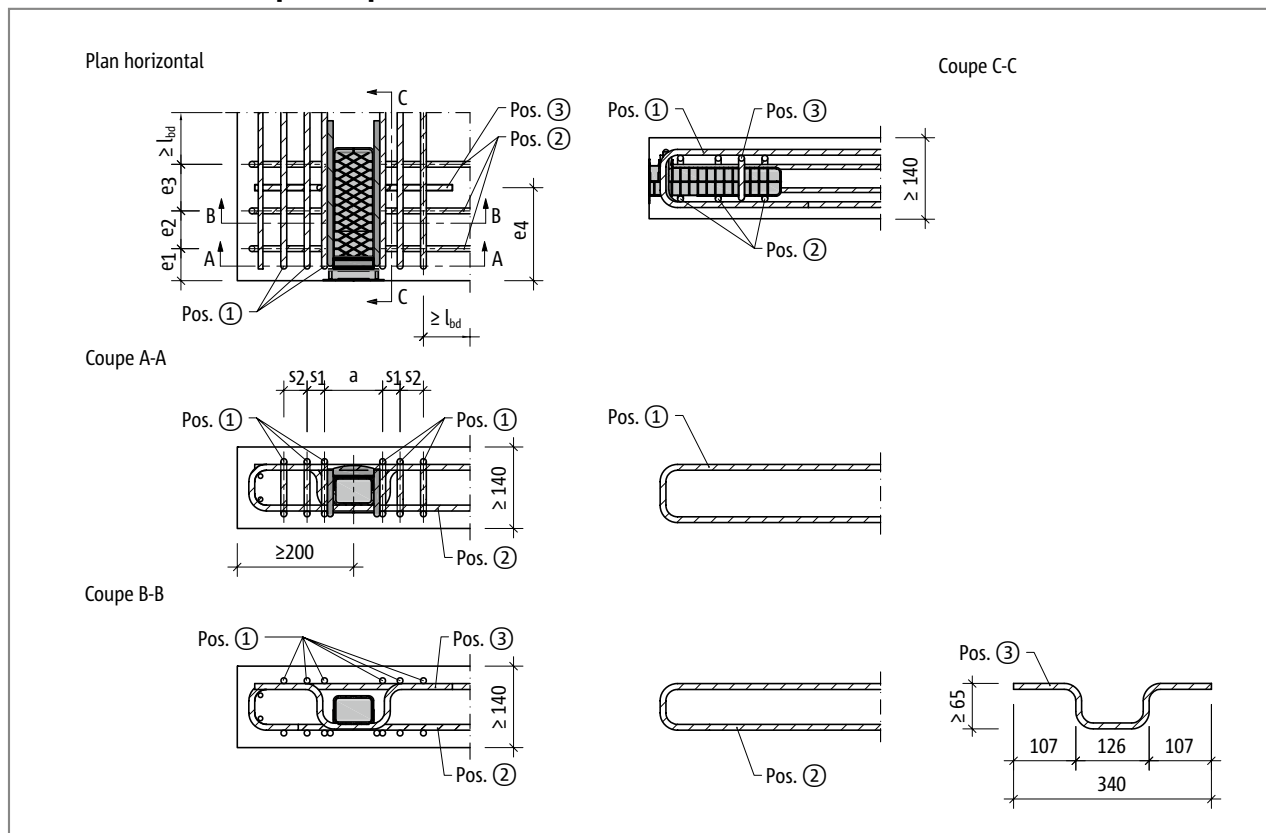 Plan horizontal
Coupe C-C
C
Pos. ③
Pos. ②
≥ lbd
e3
e2
e1
B
B
A
A
e4
C
Pos. ①
≥ lbd
Pos. ①
Pos. ③
≥ 140
Pos. ②
Coupe A-A
s2 s1 a s1 s2
Pos. ①
Pos. ①
≥ 140
≥200
Pos. ②
Pos. ①
Coupe B-B
Pos. ①
Pos. ③
≥ 140
Pos. ②
Pos. ②
Pos. ③
≥ 65
107 126 107
340